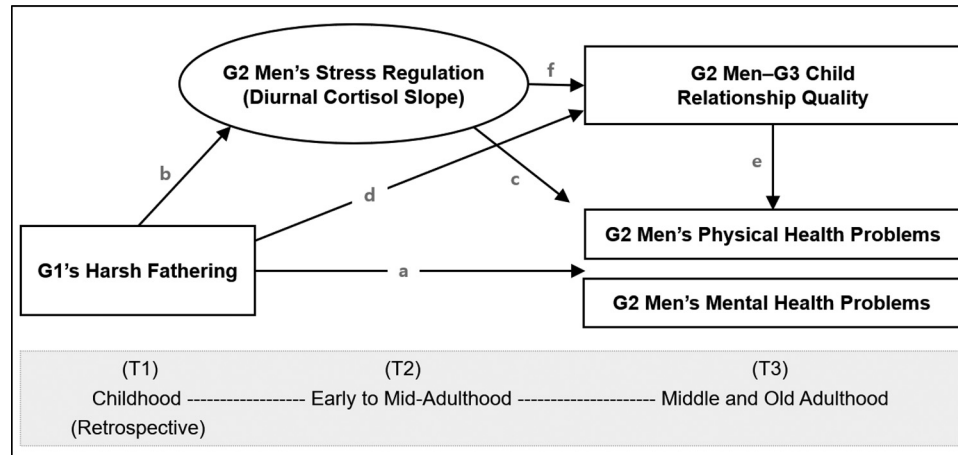 G2 Men's Stress Regulation
(Diurnal Cortisol Slope)
f
G2 Men–G3 Child
Relationship Quality
b
d
c
e
G1's Harsh Fathering
a
G2 Men's Physical Health Problems
G2 Men's Mental Health Problems
(T1)
(T2)
(T3)
Childhood ------------------ Early to Mid-Adulthood --------------------- Middle and Old Adulthood
(Retrospective)